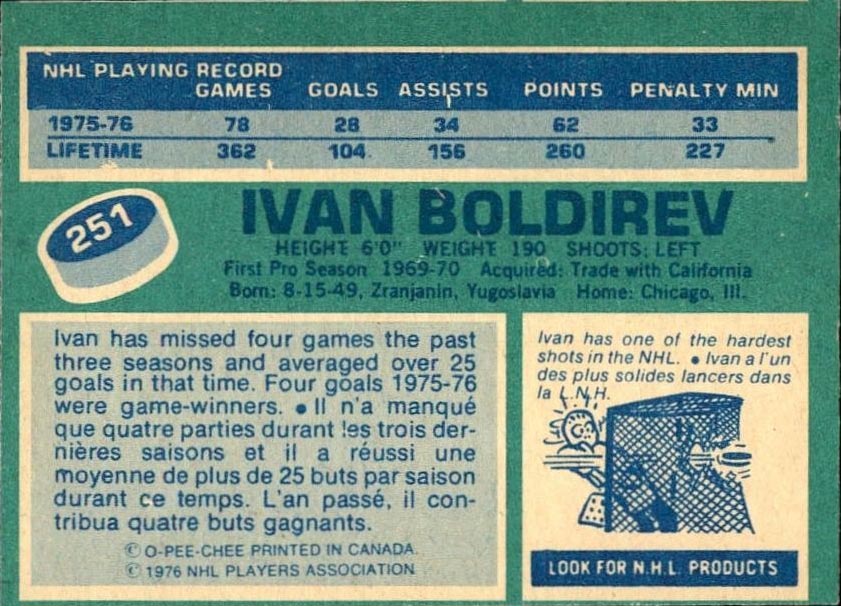 NHL PLAYING RECORD
GAMES GOALS ASSISTS POINTS PENALTY MIN
1975-76 78 28 34 62 33
LIFETIME 362 104 156 260 227
251
IVAN BOLDIREV
HEIGHT 6'0" WEIGHT 190 SHOOTS: LEFT
First Pro Season 1969-70 Acquired: Trade with California
Born: 8-15-49, Zranjanin, Yugoslavia Home: Chicago, Ill.
Ivan has missed four games the past
three seasons and averaged over 25
goals in that time. Four goals 1975-76
were game-winners. • Il n'a manqué
que quatre parties durant les trois der-
nières saisons et il a réussi une
moyenne de plus de 25 buts par saison
durant ce temps. L'an passé, il con-
tribua quatre buts gagnants.
© O-PEE-CHEE PRINTED IN CANADA.
© 1976 NHL PLAYERS ASSOCIATION
Ivan has one of the hardest
shots in the NHL. • Ivan a l'un
des plus solides lancers dans
la L.N.H.
LOOK FOR N.H.L. PRODUCTS